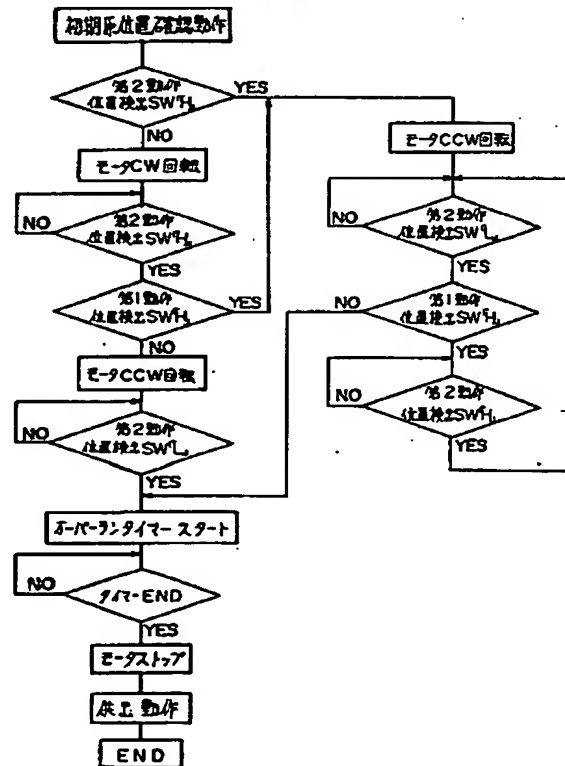 初期原位置確認動作
第2動作
位置検出SW"H"
YES
NO
モータCW回転
NO
第2動作
位置検出SW"H"
YES
第1動作
位置検出SW"H"
YES
NO
モータCCW回転
NO
第2動作
位置検出SW"L"
YES
オーバーランタイマースタート
NO
タイマーEND
YES
モータストップ
動作
END
モータCCW回転
NO
第2動作
位置検出SW"L"
YES
NO
第1動作
位置検出SW"H"
YES
NO
第2動作
位置検出SW"H"
YES